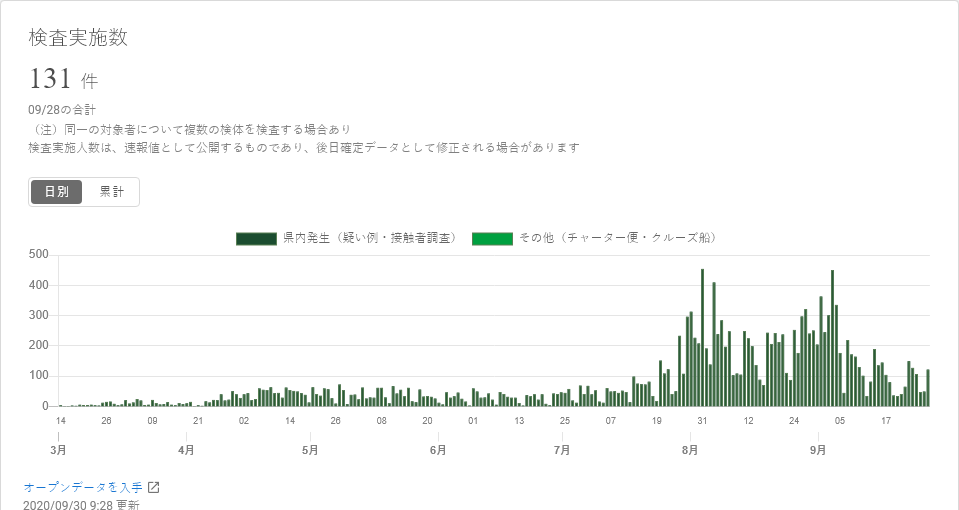 検査実施数
131 件
09/28の合計
（注）同一の対象者について複数の検体を検査する場合あり
検査実施人数は、速報値として公開するものであり、後日確定データとして修正される場合があります
日別 累計
県内発生（疑い例・接触者調査） その他（チャーター便・クルーズ船）
500
400
300
200
100
0
14 26 09 21 02 14 26 08 20 01 13 25 07 19 31 12 24 05 17
3月 4月 5月 6月 7月 8月 9月
オープンデータを入手
2020/09/30 9:28 更新